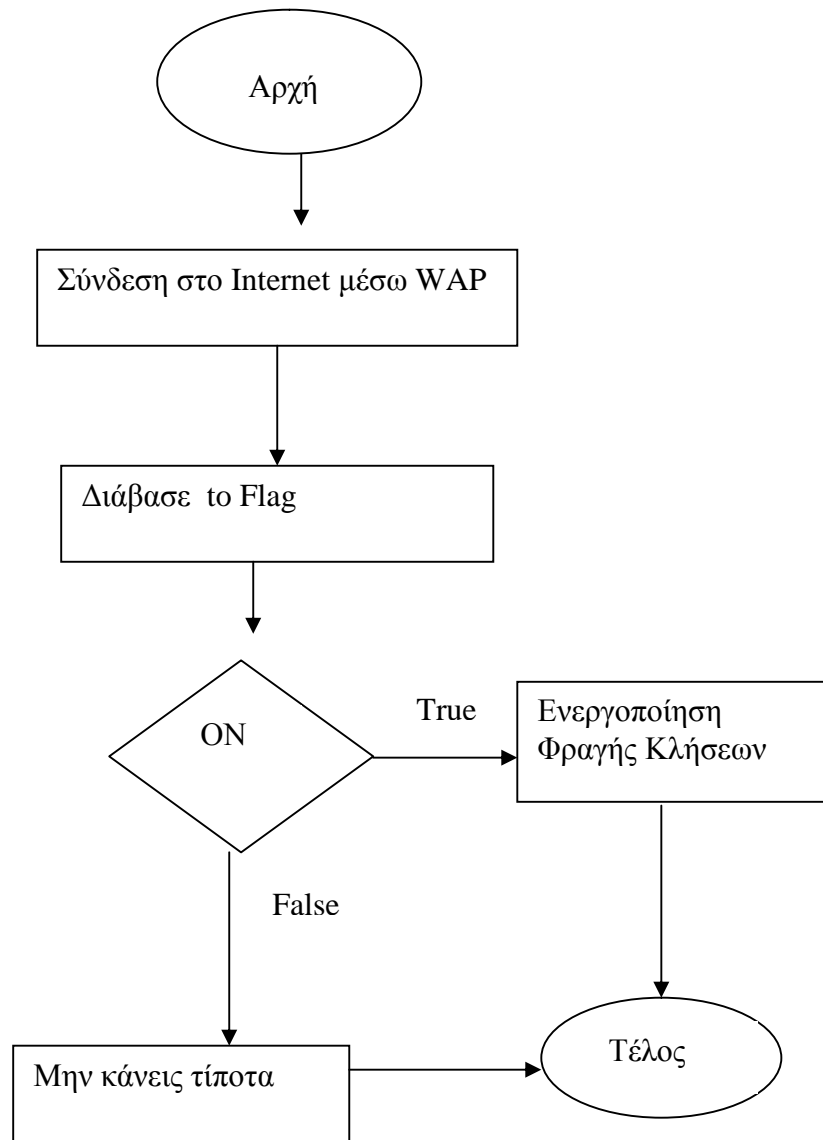 Αρχή
Σύνδεση στο Internet μέσω WAP
Διάβασε to Flag
ON
True
Ενεργοποίηση
Φραγής Κλήσεων
False
Μην κάνεις τίποτα
Τέλος